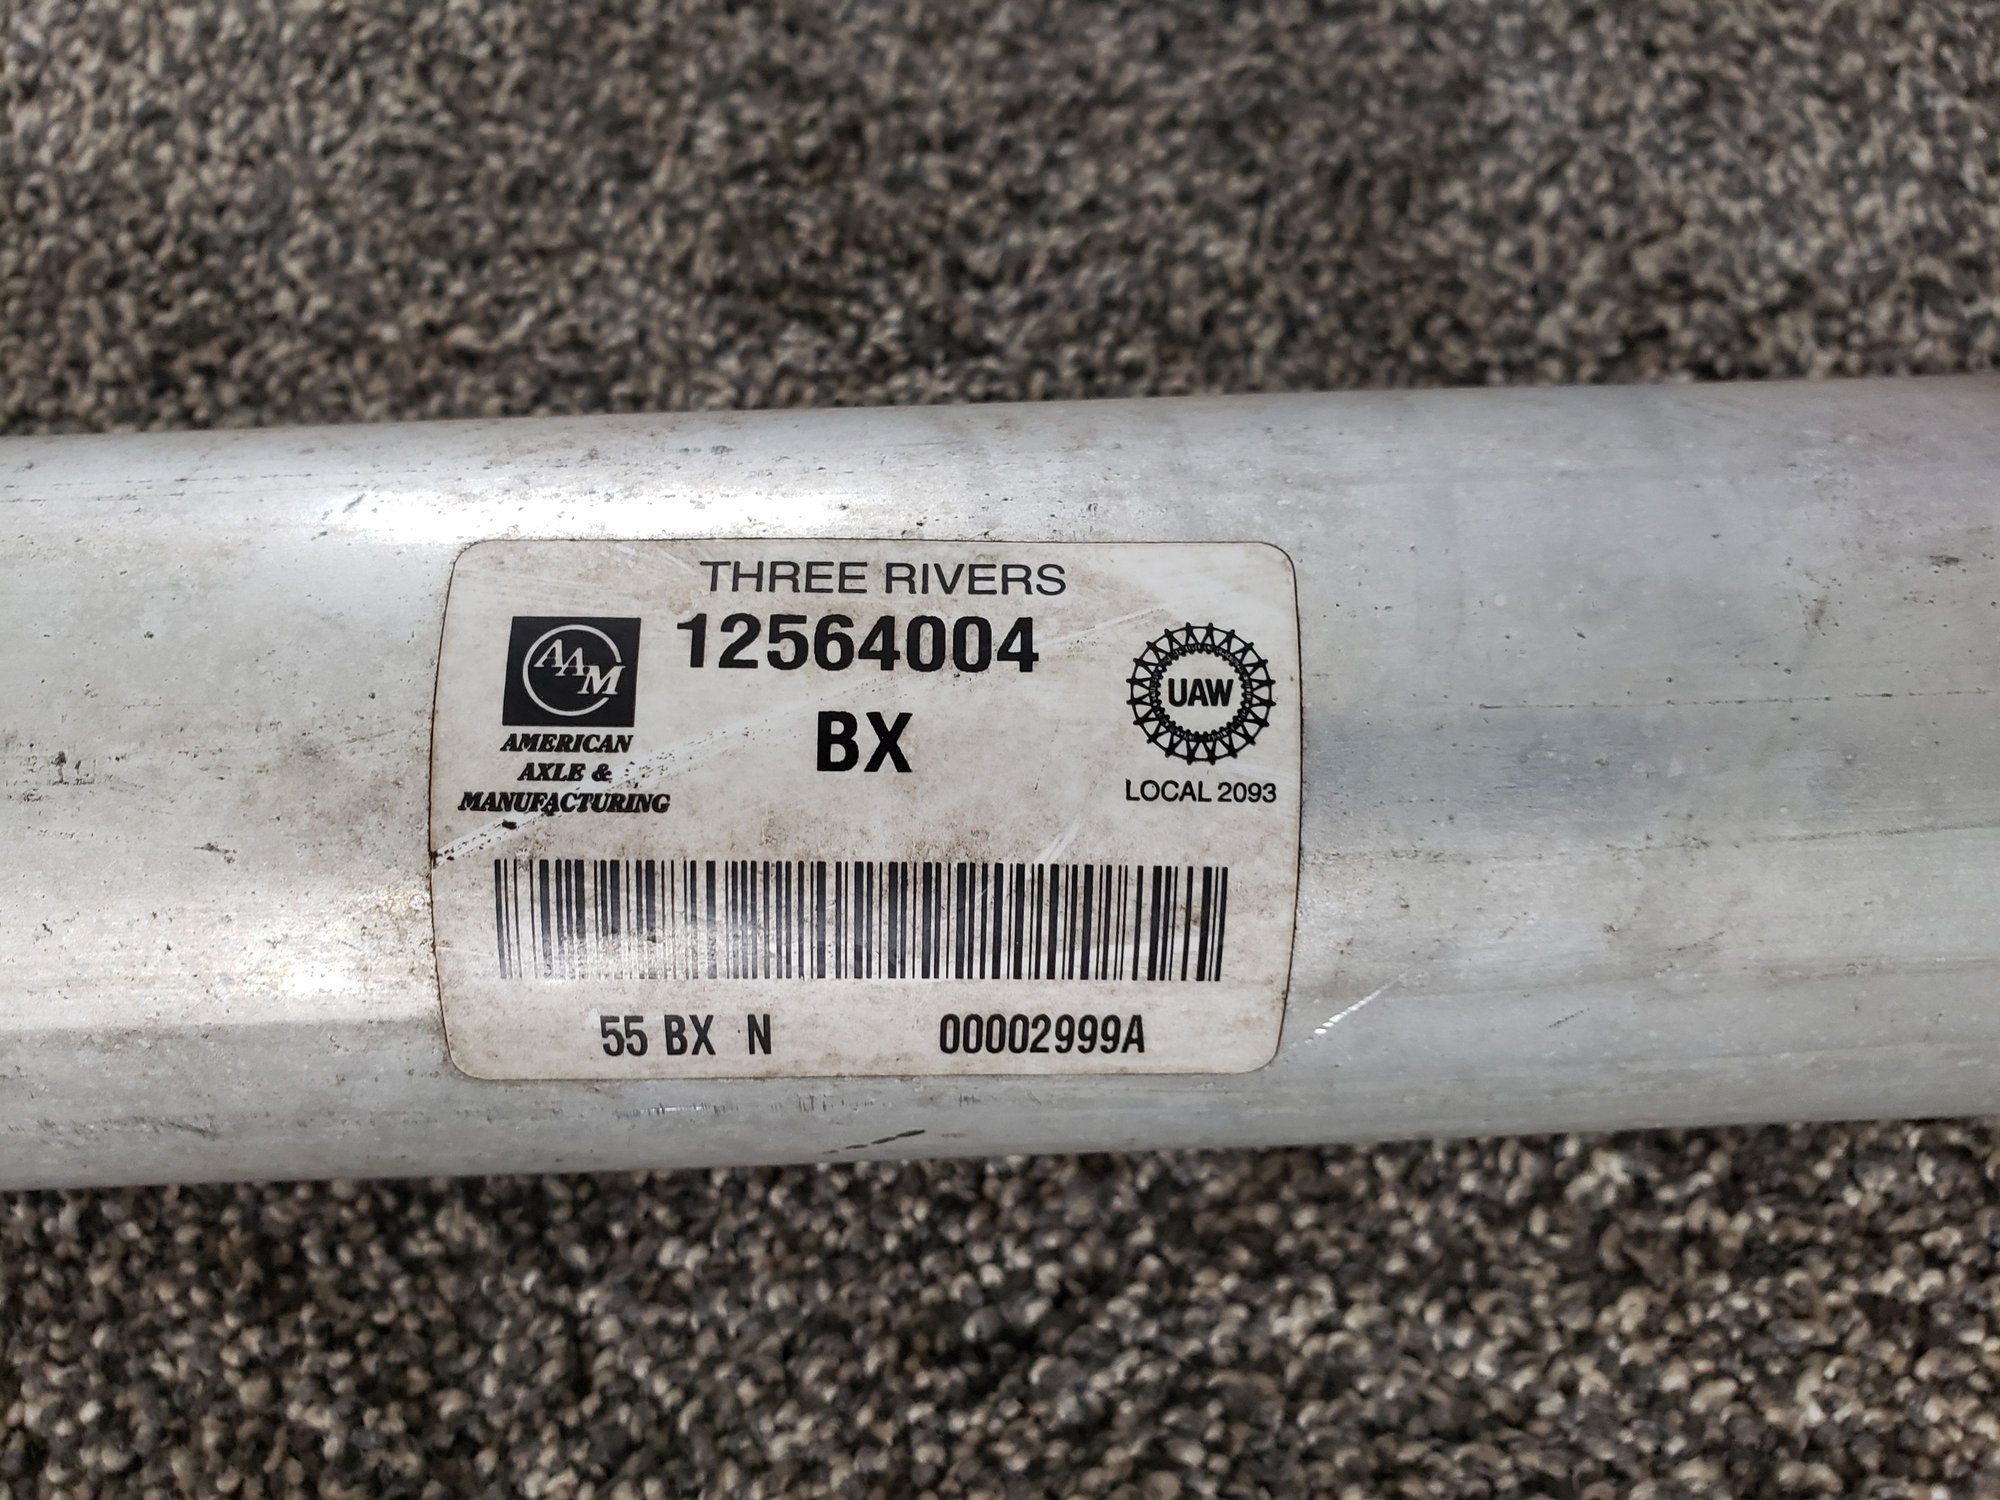 THREE RIVERS
12564004
BX
AAM
AMERICAN
AXLE &
MANUFACTURING
UAW
LOCAL 2093
55 BX N 00002999A